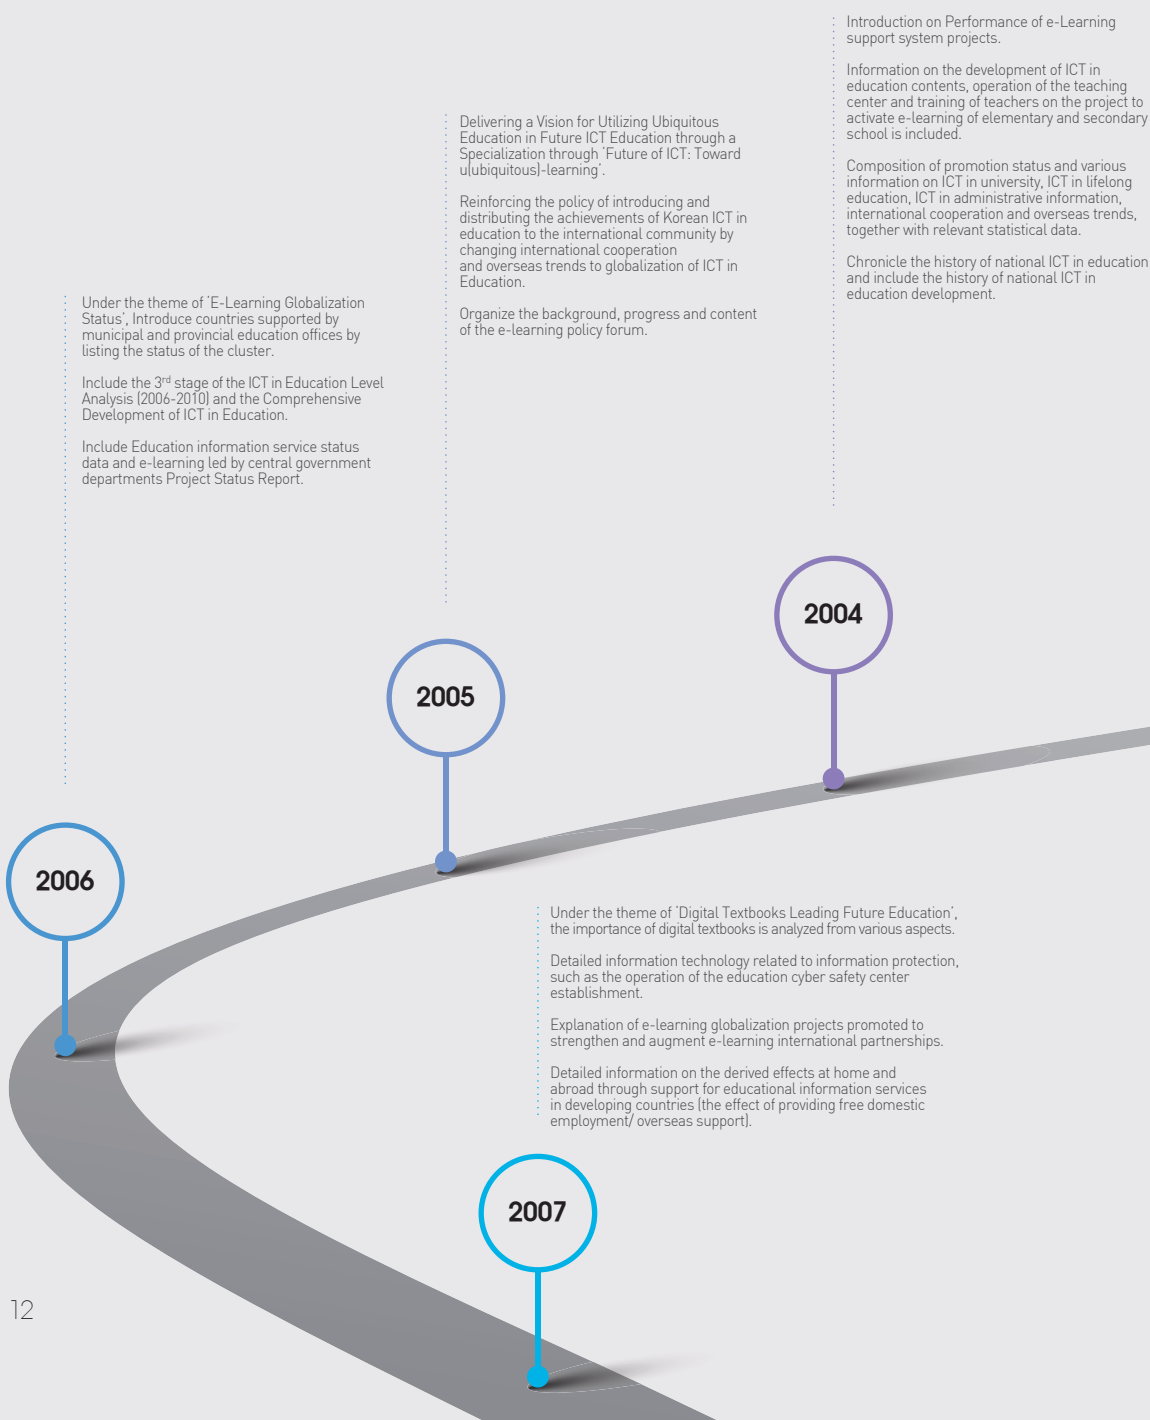 Introduction on Performance of e-Learning
support system projects.
Information on the development of ICT in
education contents, operation of the teaching
center and training of teachers on the project to
activate e-learning of elementary and secondary
school is included.
Composition of promotion status and various
information on ICT in university, ICT in lifelong
education, ICT in administrative information,
international cooperation and overseas trends,
together with relevant statistical data.
Chronicle the history of national ICT in education
and include the history of national ICT in
education development.
2004
Delivering a Vision for Utilizing Ubiquitous
Education in Future ICT Education through a
Specialization through ‘Future of ICT: Toward
u(ubiquitous)-learning’.
Reinforcing the policy of introducing and
distributing the achievements of Korean ICT in
education to the international community by
changing international cooperation
and overseas trends to globalization of ICT in
Education.
Organize the background, progress and content
of the e-learning policy forum.
2005
Under the theme of ‘E-Learning Globalization
Status’, Introduce countries supported by
municipal and provincial education offices by
listing the status of the cluster.
Include the 3rd stage of the ICT in Education Level
Analysis (2006-2010) and the Comprehensive
Development of ICT in Education.
Include Education information service status
data and e-learning led by central government
departments Project Status Report.
2006
Under the theme of ‘Digital Textbooks Leading Future Education’,
the importance of digital textbooks is analyzed from various aspects.
Detailed information technology related to information protection,
such as the operation of the education cyber safety center
establishment.
Explanation of e-learning globalization projects promoted to
strengthen and augment e-learning international partnerships.
Detailed information on the derived effects at home and
abroad through support for educational information services
in developing countries (the effect of providing free domestic
employment/ overseas support).
2007
12